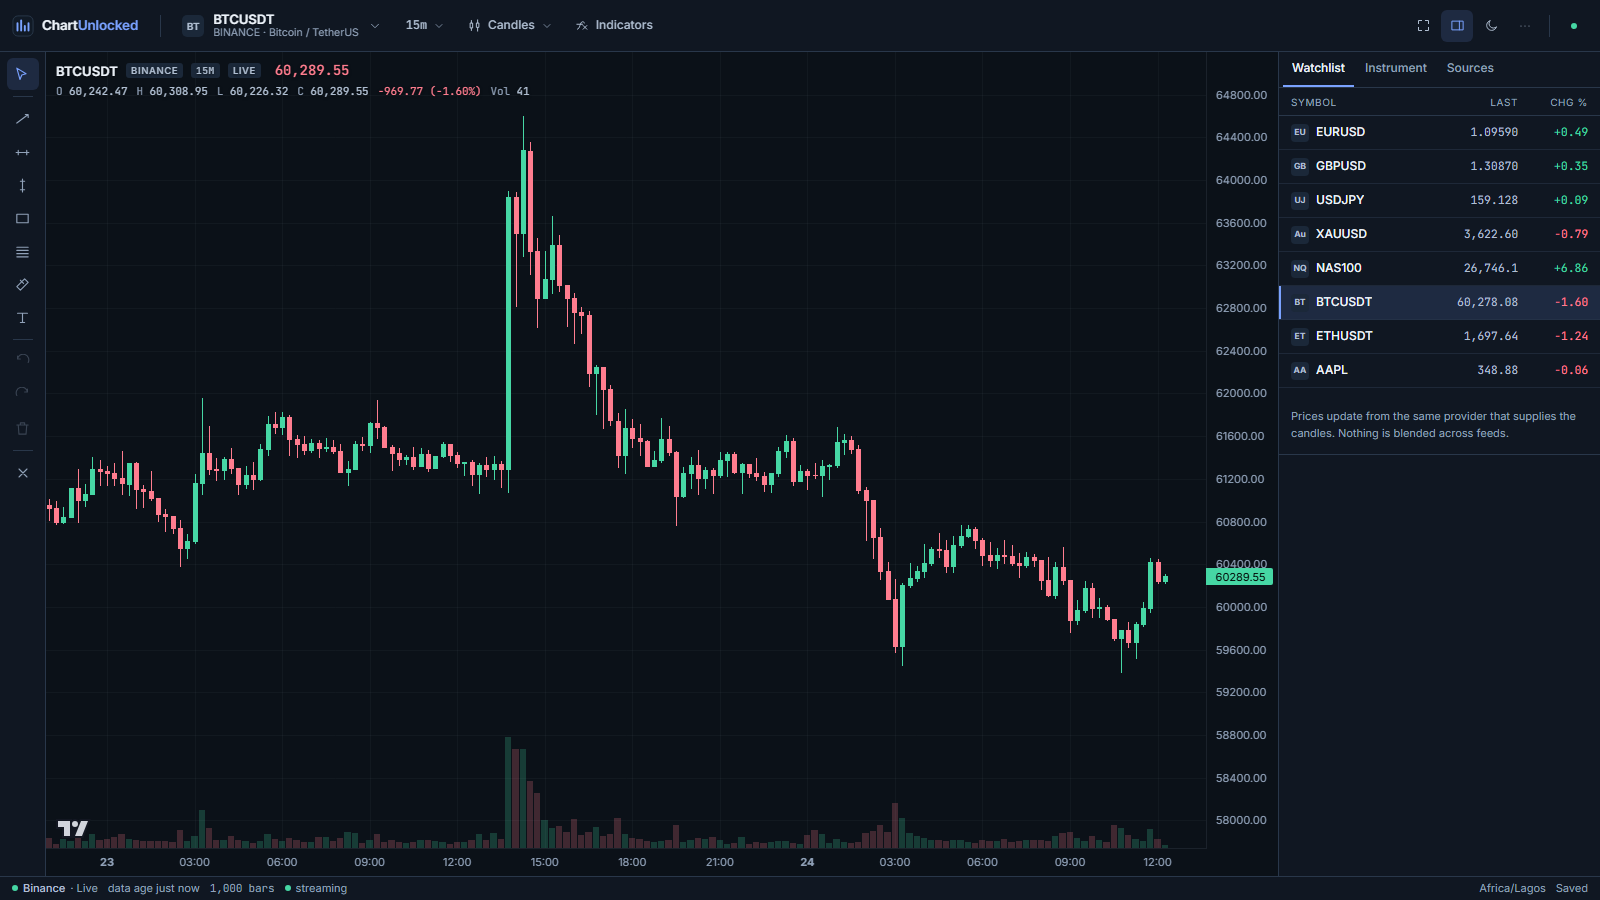 ChartUnlocked
BT
BTCUSDT
BINANCE · Bitcoin / TetherUS
15m
Candles
Indicators
BTCUSDT BINANCE 15M LIVE 60,289.55
O 60,242.47 H 60,308.95 L 60,226.32 C 60,289.55 -969.77 (-1.60%) Vol 41
64800.00
64400.00
64000.00
63600.00
63200.00
62800.00
62400.00
62000.00
61600.00
61200.00
60800.00
60400.00
60289.55
60000.00
59600.00
59200.00
58800.00
58400.00
58000.00
23 03:00 06:00 09:00 12:00 15:00 18:00 21:00 24 03:00 06:00 09:00 12:00
Watchlist Instrument Sources
SYMBOL LAST CHG %
EU EURUSD 1.09590 +0.49
GB GBPUSD 1.30870 +0.35
UJ USDJPY 159.128 +0.09
Au XAUUSD 3,622.60 -0.79
NQ NAS100 26,746.1 +6.86
BT BTCUSDT 60,278.08 -1.60
ET ETHUSDT 1,697.64 -1.24
AA AAPL 348.88 -0.06
Prices update from the same provider that supplies the
candles. Nothing is blended across feeds.
Binance · Live data age just now 1,000 bars streaming
Africa/Lagos Saved